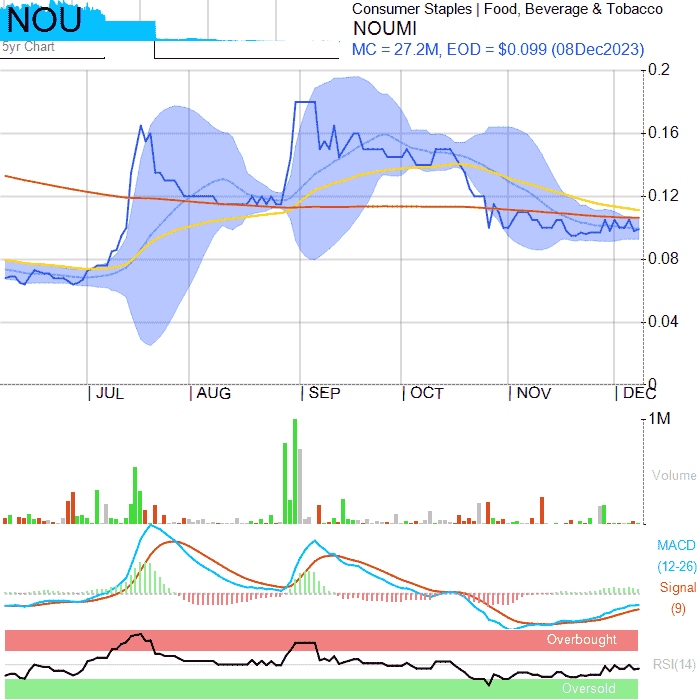 NOU
5yr Chart
Consumer Staples | Food, Beverage & Tobacco
NOUMI
MC = 27.2M, EOD = $0.099 (08Dec2023)
0.2
0.16
0.12
0.08
0.04
0
JUL AUG SEP OCT NOV DEC
1M
Volume
MACD
(12-26)
Signal
(9)
Overbought
RSI(14)
Oversold